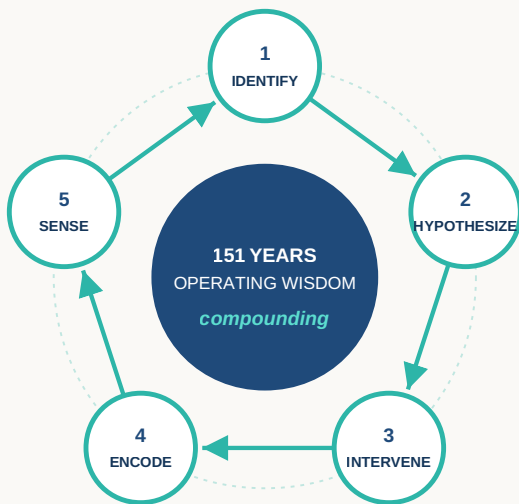 1
IDENTIFY
2
HYPOTHESIZE
3
INTERVENE
4
ENCODE
5
SENSE
151 YEARS
OPERATING WISDOM
compounding